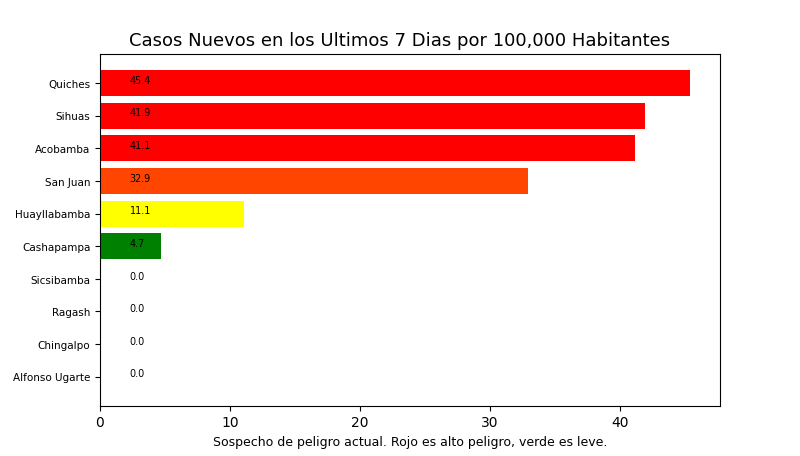 Casos Nuevos en los Ultimos 7 Dias por 100,000 Habitantes
Quiches 45.4
Sihuas 41.9
Acobamba 41.1
San Juan 32.9
Huayllabamba 11.1
Cashapampa 4.7
Sicsibamba 0.0
Ragash 0.0
Chingalpo 0.0
Alfonso Ugarte 0.0
0 10 20 30 40
Sospecho de peligro actual. Rojo es alto peligro, verde es leve.